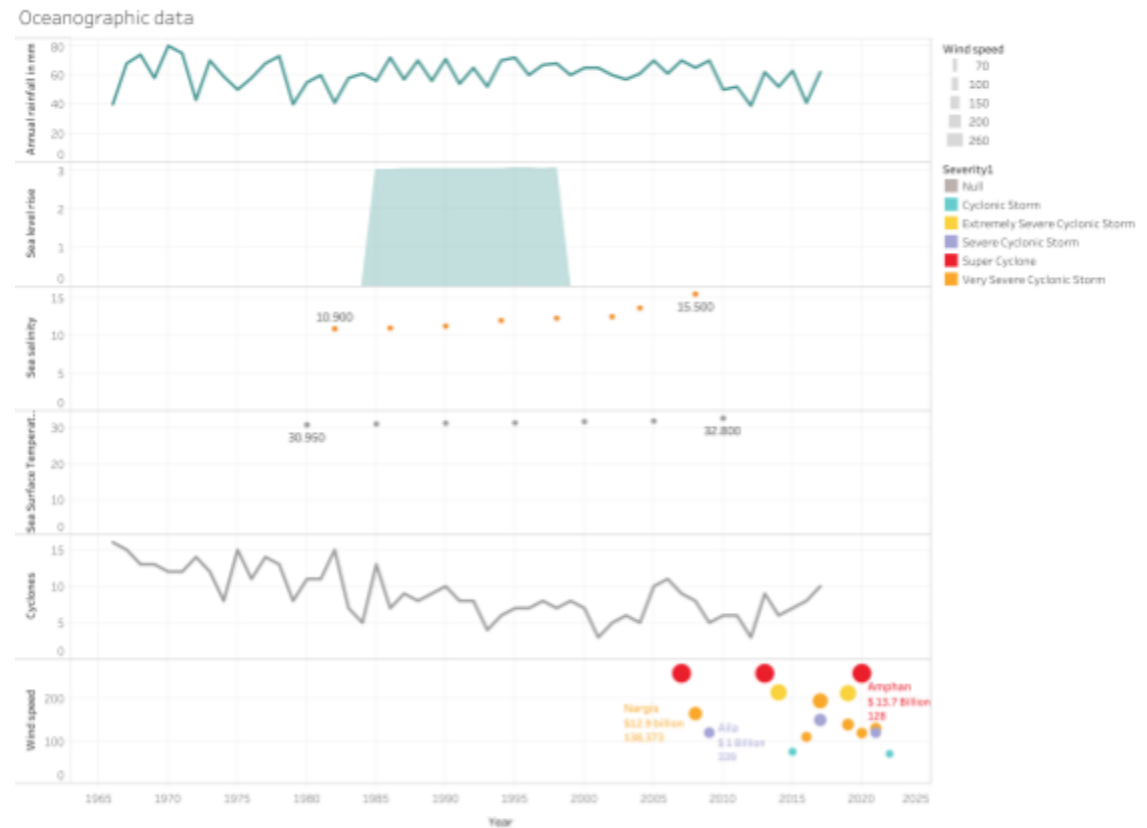 Oceanographic data
Annual rainfall in mm
80
60
40
20
0
Sea level rise
3
2
1
0
Sea salinity
15
10
5
0
10.900
15.500
Sea Surface Temperat..
30
20
10
0
30.950
32.800
Cyclones
15
10
5
0
Wind speed
200
100
0
Nargis
$12.9 billion
138,373
Aila
$ 1 Billion
339
Amphan
$ 13.7 Billion
128
1965
1970
1975
1980
1985
1990
1995
2000
2005
2010
2015
2020
2025
Year
Wind speed
70
100
150
200
260
Severity1
Null
Cyclonic Storm
Extremely Severe Cyclonic Storm
Severe Cyclonic Storm
Super Cyclone
Very Severe Cyclonic Storm